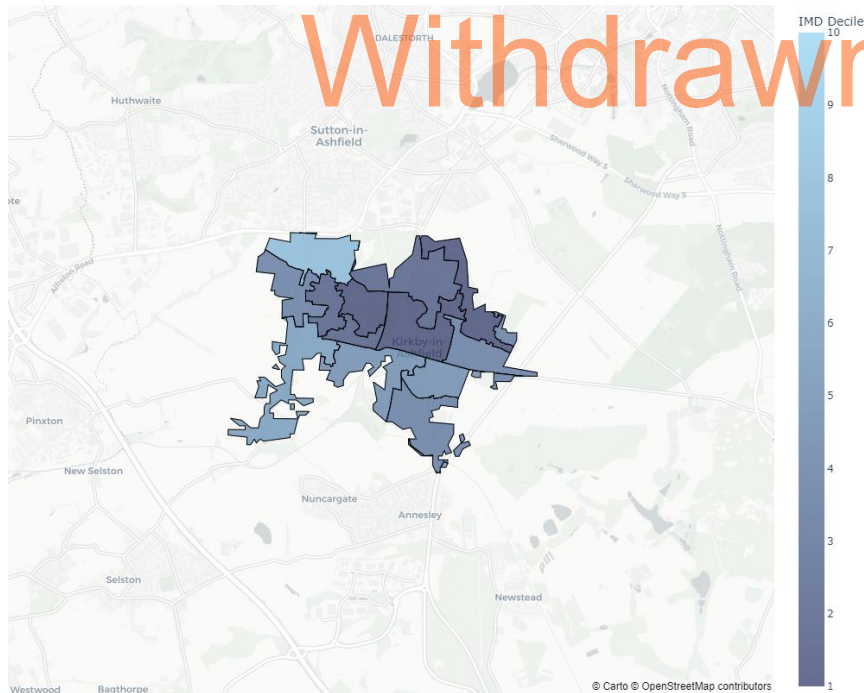 Withdrawn
IMD Decile
10
DALESTORTH
Huthwaite
Sutton-in-
Ashfield
Nottingham Road
9
Sherwood Way S
8
Sherwood Way S
Alfreton Road
Nottingham Road
7
6
Kirkby-in-
Ashfield
5
Pinxton
New Selston
4
Nuncargate
Annesley
3
Selston
Newstead
2
Westwood
Bagthorpe
© Carto © OpenStreetMap contributors
1